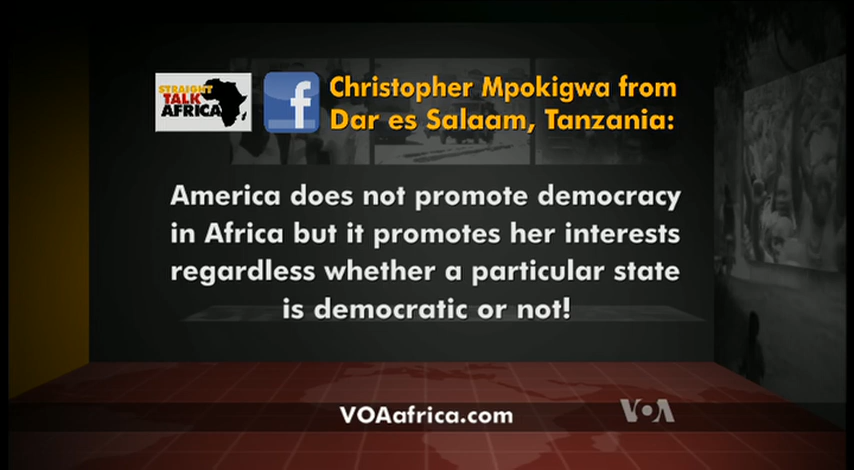 STRAIGHT
TALK
AFRICA
f
Christopher Mpokigwa from
Dar es Salaam, Tanzania:
America does not promote democracy
in Africa but it promotes her interests
regardless whether a particular state
is democratic or not!
VOAafrica.com
VOA